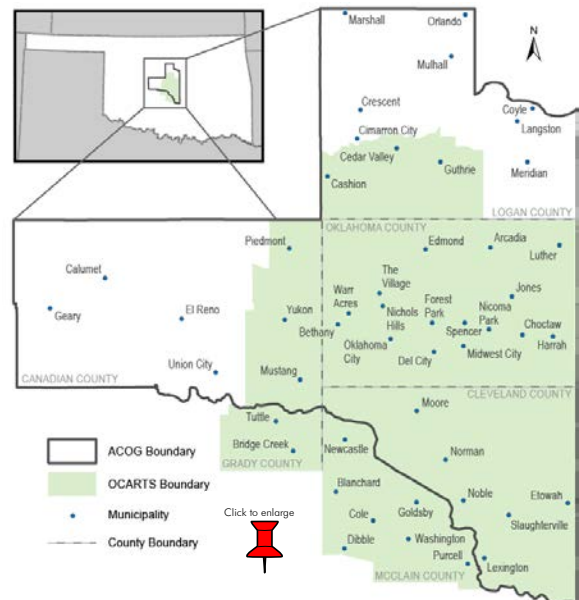 Marshall
Orlando
Mulhall
N
Crescent
Coyle
Cimarron City
Langston
Cedar Valley
Guthrie
Meridian
Cashion
LOGAN COUNTY
OKLAHOMA COUNTY
Piedmont
Edmond
Arcadia
Luther
Calumet
The
Village
Jones
Geary
El Reno
Yukon
Warr
Acres
Nichols
Hills
Forest
Park
Nicoma
Park
Bethany
Spencer
Choctaw
Oklahoma
City
Harrah
Del City
Midwest City
Union City
Mustang
CANADIAN COUNTY
CLEVELAND COUNTY
Moore
Tuttle
Newcastle
Bridge Creek
Norman
GRADY COUNTY
Blanchard
Noble
Etowah
Goldsby
Cole
Slaughterville
Dibble
Washington
Purcell
Lexington
MCCLAIN COUNTY
ACOG Boundary
OCARTS Boundary
Municipality
County Boundary
Click to enlarge